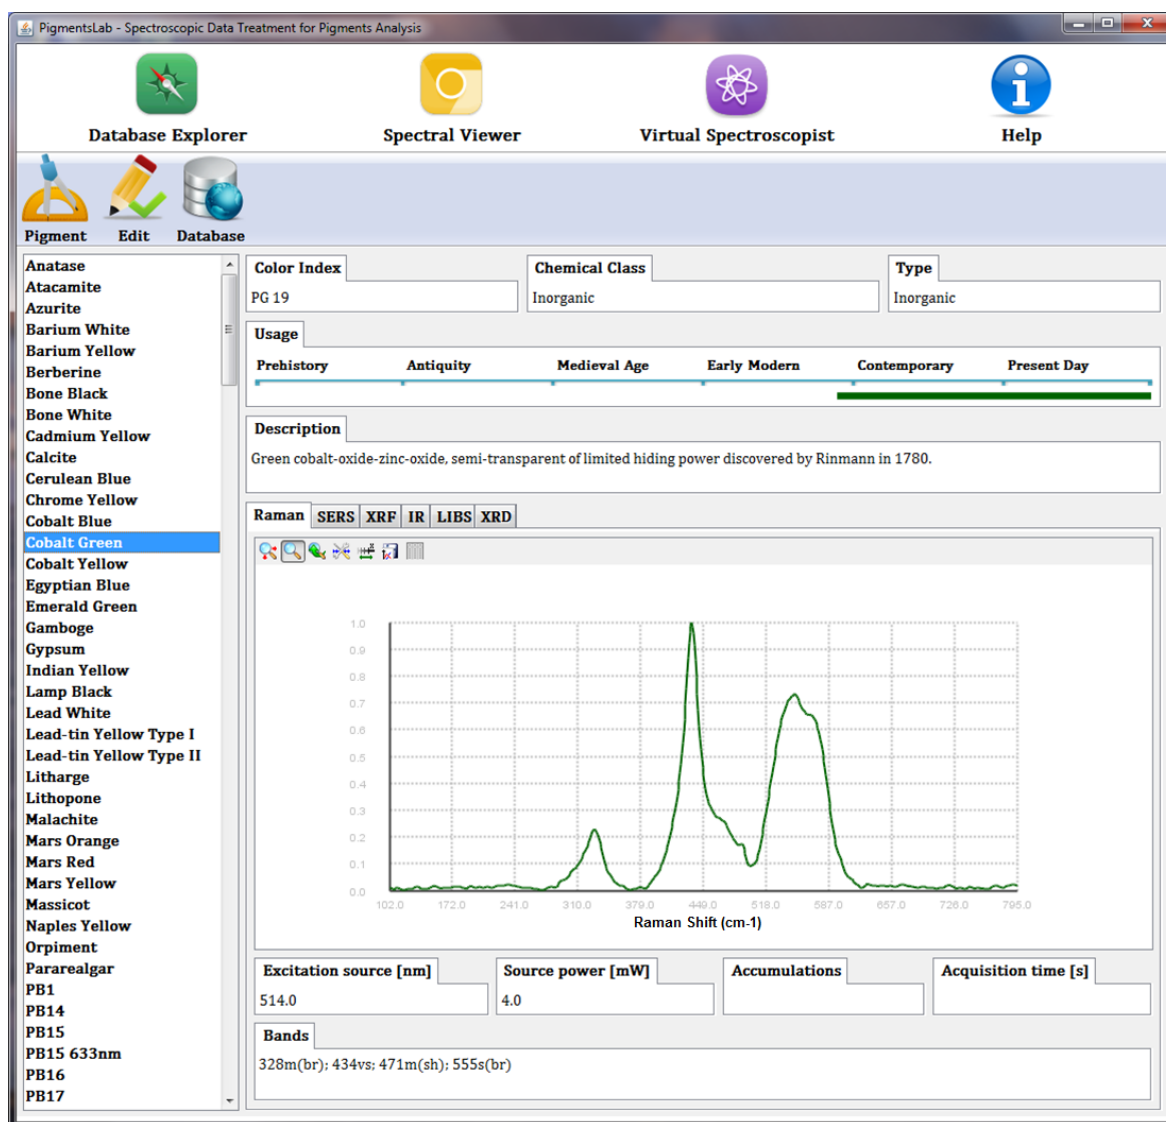 PigmentsLab - Spectroscopic Data Treatment for Pigments Analysis
Database Explorer
Spectral Viewer
Virtual Spectroscopist
Help
Pigment
Edit
Database
Anatase
Atacamite
Azurite
Barium White
Barium Yellow
Berberine
Bone Black
Bone White
Cadmium Yellow
Calcite
Cerulean Blue
Chrome Yellow
Cobalt Blue
Cobalt Green
Cobalt Yellow
Egyptian Blue
Emerald Green
Gamboge
Gypsum
Indian Yellow
Lamp Black
Lead White
Lead-tin Yellow Type I
Lead-tin Yellow Type II
Litharge
Lithopone
Malachite
Mars Orange
Mars Red
Mars Yellow
Massicot
Naples Yellow
Orpiment
Pararealgar
PB1
PB14
PB15
PB15 633nm
PB16
PB17
Color Index
PG 19
Chemical Class
Inorganic
Type
Inorganic
Usage
Prehistory Antiquity Medieval Age Early Modern Contemporary Present Day
Description
Green cobalt-oxide-zinc-oxide, semi-transparent of limited hiding power discovered by Rinmann in 1780.
Raman SERS XRF IR LIBS XRD
1.0
0.9
0.8
0.7
0.6
0.5
0.4
0.3
0.2
0.1
0.0
102.0 172.0 241.0 310.0 379.0 449.0 518.0 587.0 657.0 726.0 795.0
Raman Shift (cm-1)
Excitation source [nm]
514.0
Source power [mW]
4.0
Accumulations
Acquisition time [s]
Bands
328m(br); 434vs; 471m(sh); 555s(br)